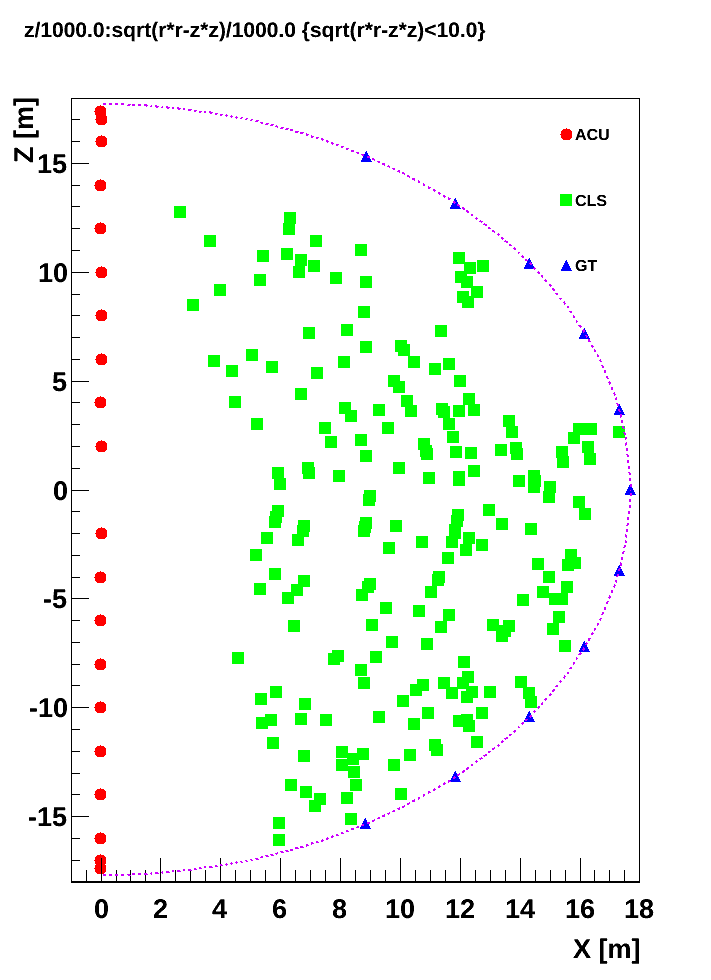 z/1000.0:sqrt(r*r-z*z)/1000.0 {sqrt(r*r-z*z)<10.0}
Z [m]
ACU
CLS
GT
15
10
5
0
-5
-10
-15
0 2 4 6 8 10 12 14 16 18
X [m]